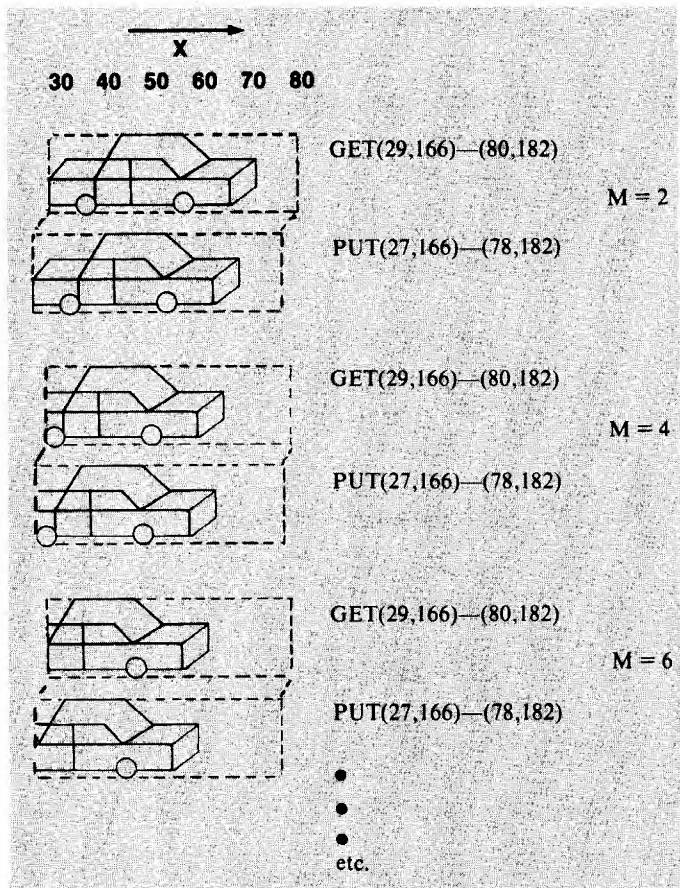 X
30 40 50 60 70 80
GET(29,166)—(80,182)
M = 2
PUT(27,166)—(78,182)
GET(29,166)—(80,182)
M = 4
PUT(27,166)—(78,182)
GET(29,166)—(80,182)
M = 6
PUT(27,166)—(78,182)
etc.